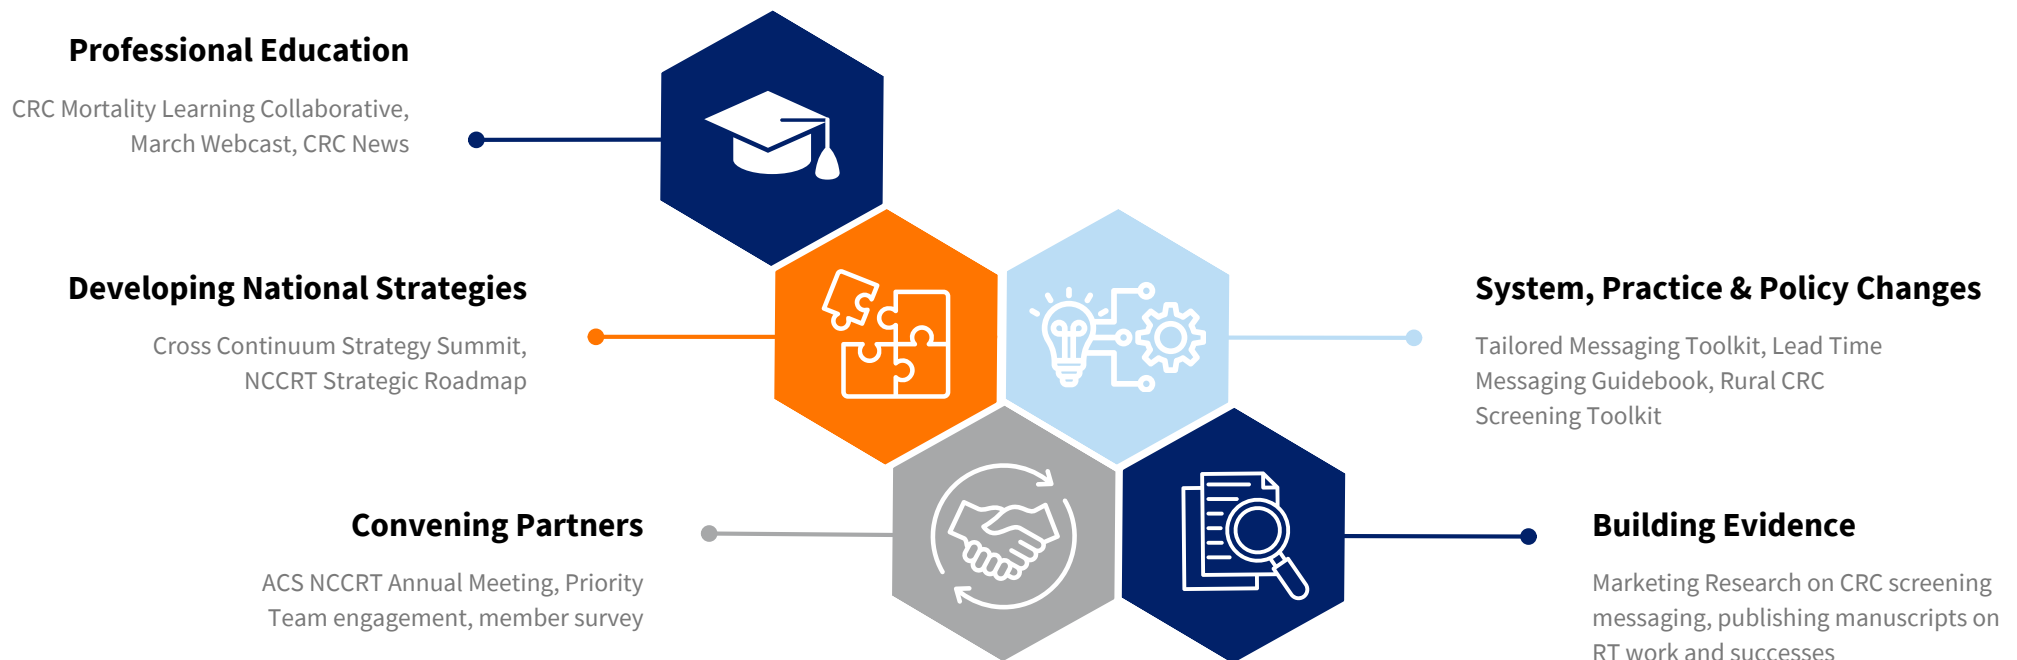 Professional Education
CRC Mortality Learning Collaborative,
March Webcast, CRC News
Developing National Strategies
Cross Continuum Strategy Summit,
NCCRT Strategic Roadmap
System, Practice & Policy Changes
Tailored Messaging Toolkit, Lead Time
Messaging Guidebook, Rural CRC
Screening Toolkit
Convening Partners
ACS NCCRT Annual Meeting, Priority
Team engagement, member survey
Building Evidence
Marketing Research on CRC screening
messaging, publishing manuscripts on
RT work and successes